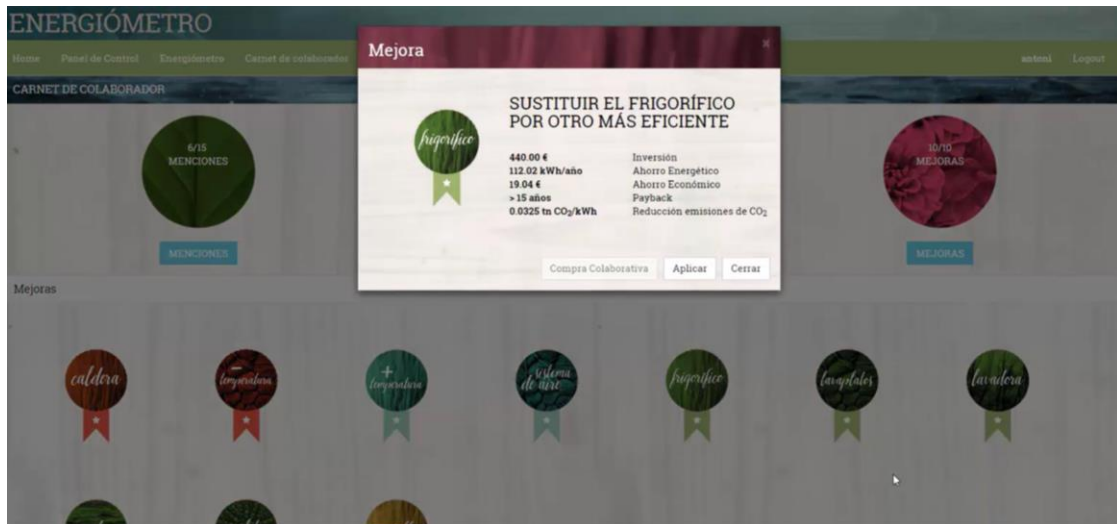 ENERGIÓMETRO
Home Panel de Control Energiómetro Carnet de colaborador antoni Logout
CARNET DE COLABORADOR
6/15
MENCIONES
MENCIONES
Mejora
frigorífico
SUSTITUIR EL FRIGORÍFICO
POR OTRO MÁS EFICIENTE
440.00 € Inversión
112.02 kWh/año Ahorro Energético
19.04 € Ahorro Económico
> 15 años Payback
0.0325 tn CO₂/kWh Reducción emisiones de CO₂
Compra Colaborativa Aplicar Cerrar
10/10
MEJORAS
MEJORAS
Mejoras
caldera
- temperatura
+ temperatura
sistema
de aire
frigorífico
lavaplatos
lavadora